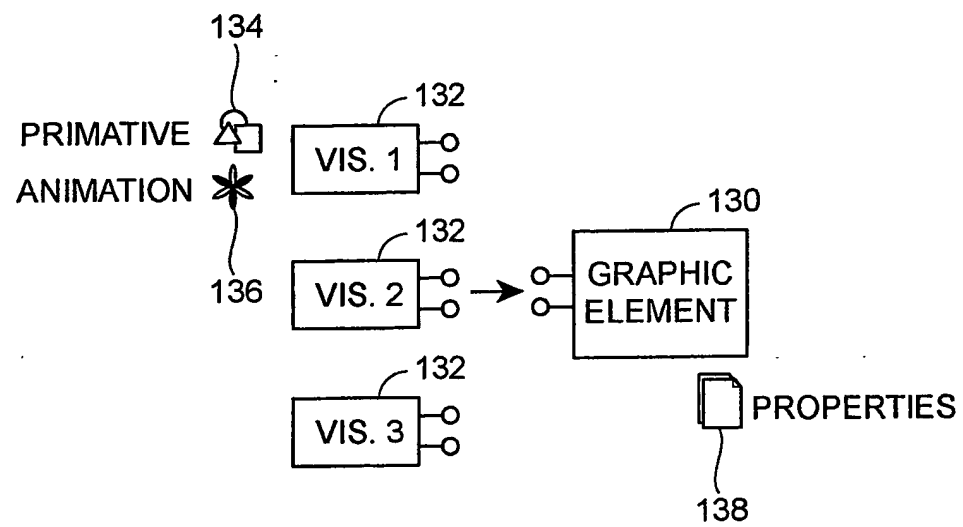 134
132
PRIMATIVE
VIS. 1
ANIMATION
132
130
136
VIS. 2
GRAPHIC
ELEMENT
132
VIS. 3
PROPERTIES
138